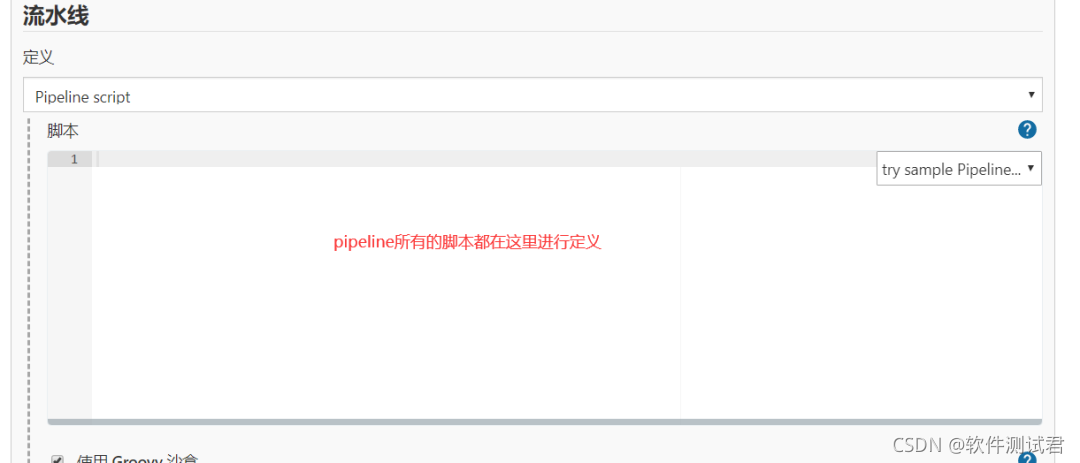 流水线
定义
Pipeline script
脚本
1
try sample Pipeline...
pipeline所有的脚本都在这里进行定义
使用 Groovy 沙盒
CSDN @软件测试君